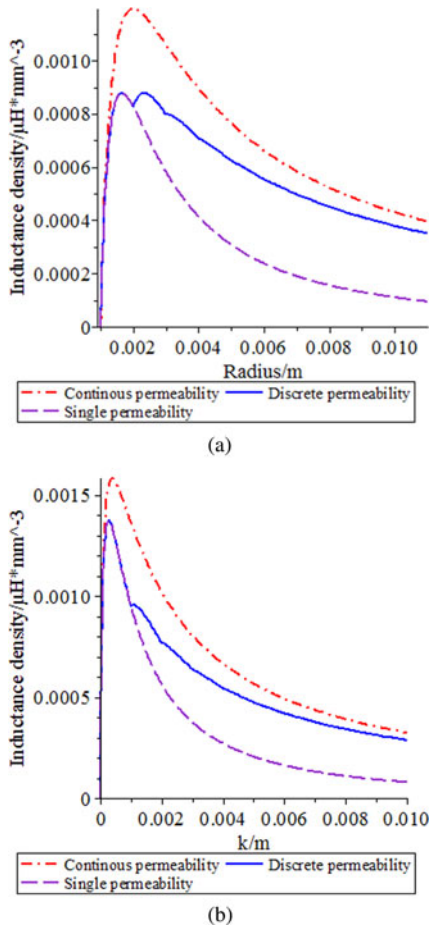 Inductance density/μH*mm^-3
0.0010
0.0008
0.0006
0.0004
0.0002
0
0.002 0.004 0.006 0.008 0.010
Radius/m
Continous permeability Discrete permeability
Single permeability
(a)
Inductance density/μH*mm^-3
0.0015
0.0010
0.0005
0
0 0.002 0.004 0.006 0.008 0.010
k/m
Continous permeability Discrete permeability
Single permeability
(b)